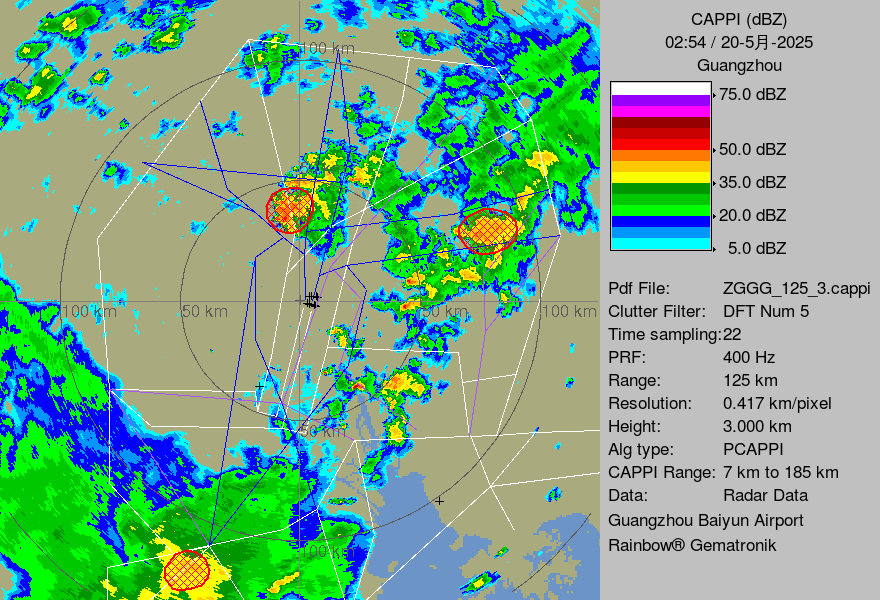 CAPPI (dBZ)
02:54 / 20-5月-2025
Guangzhou
75.0 dBZ
50.0 dBZ
35.0 dBZ
20.0 dBZ
5.0 dBZ
Pdf File: ZGGG_125_3.cappi
Clutter Filter: DFT Num 5
Time sampling:22
PRF: 400 Hz
Range: 125 km
Resolution: 0.417 km/pixel
Height: 3.000 km
Alg type: PCAPPI
CAPPI Range: 7 km to 185 km
Data: Radar Data
Guangzhou Baiyun Airport
Rainbow® Gematronik
100 km
100 km
50 km
50 km
100 km
50 km
100 km